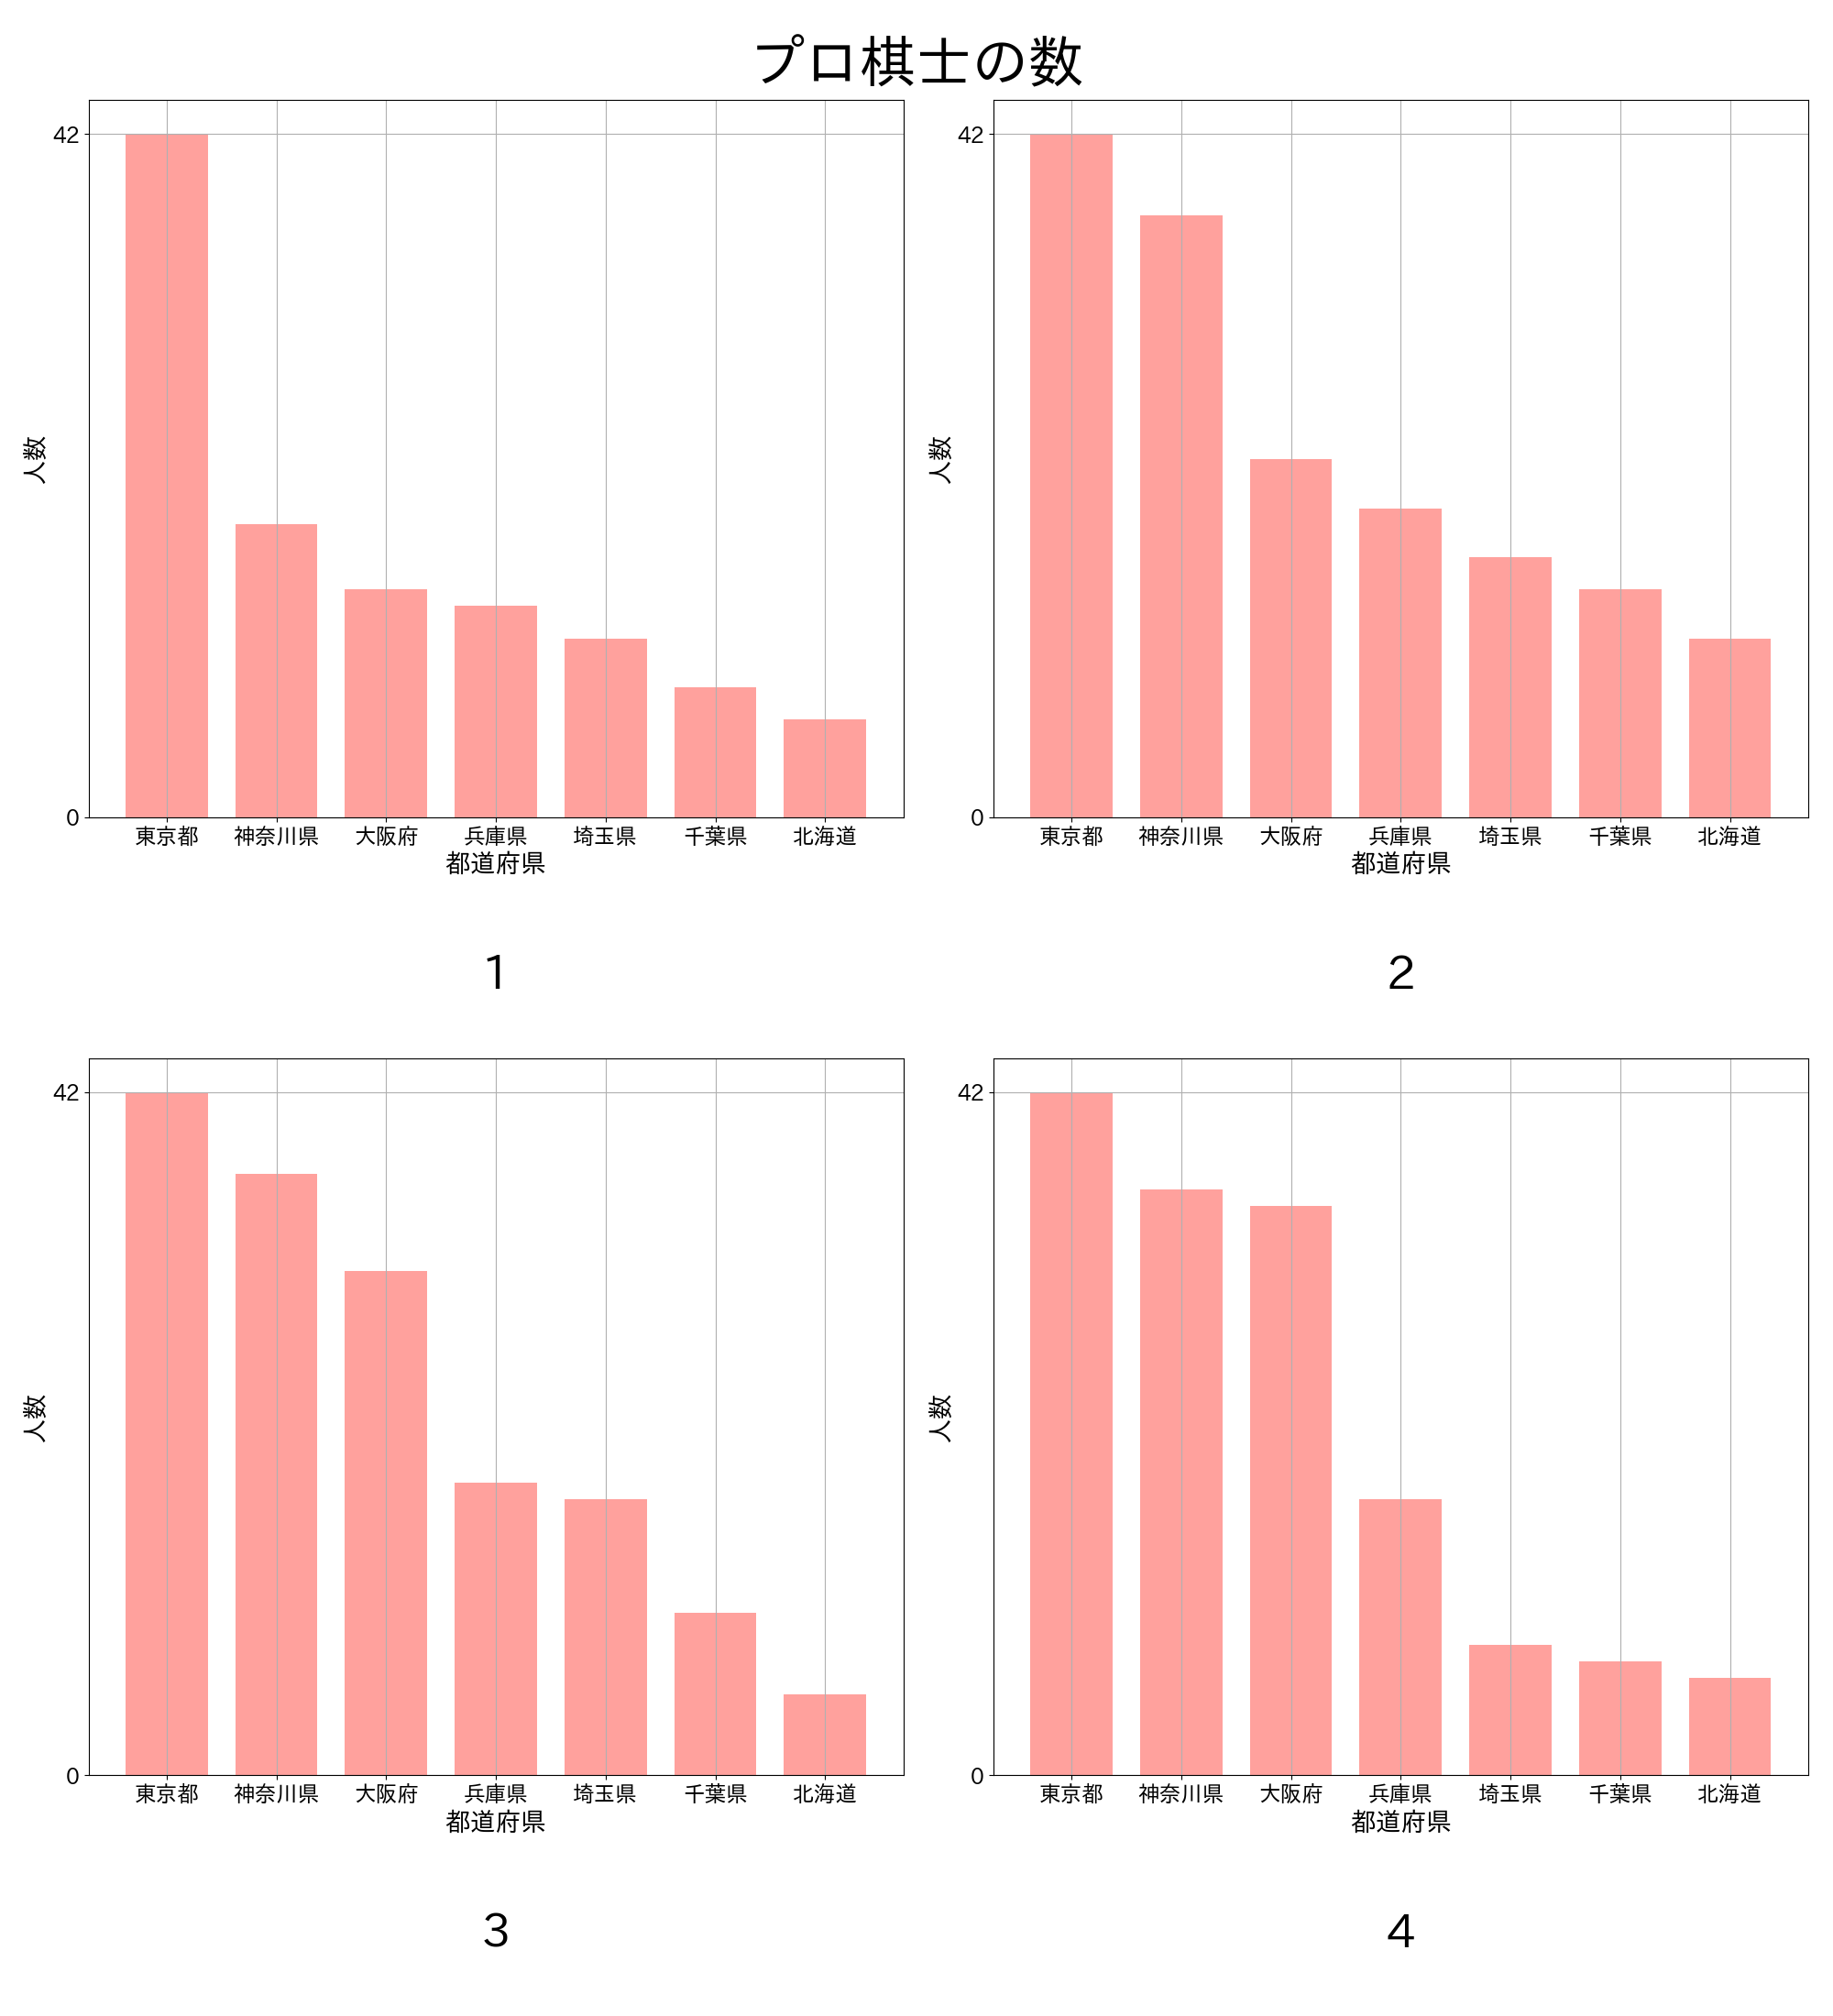 プロ棋士の数
42
0
人数
東京都 神奈川県 大阪府 兵庫県 埼玉県 千葉県 北海道
都道府県
1
42
0
人数
東京都 神奈川県 大阪府 兵庫県 埼玉県 千葉県 北海道
都道府県
2
42
0
人数
東京都 神奈川県 大阪府 兵庫県 埼玉県 千葉県 北海道
都道府県
3
42
0
人数
東京都 神奈川県 大阪府 兵庫県 埼玉県 千葉県 北海道
都道府県
4